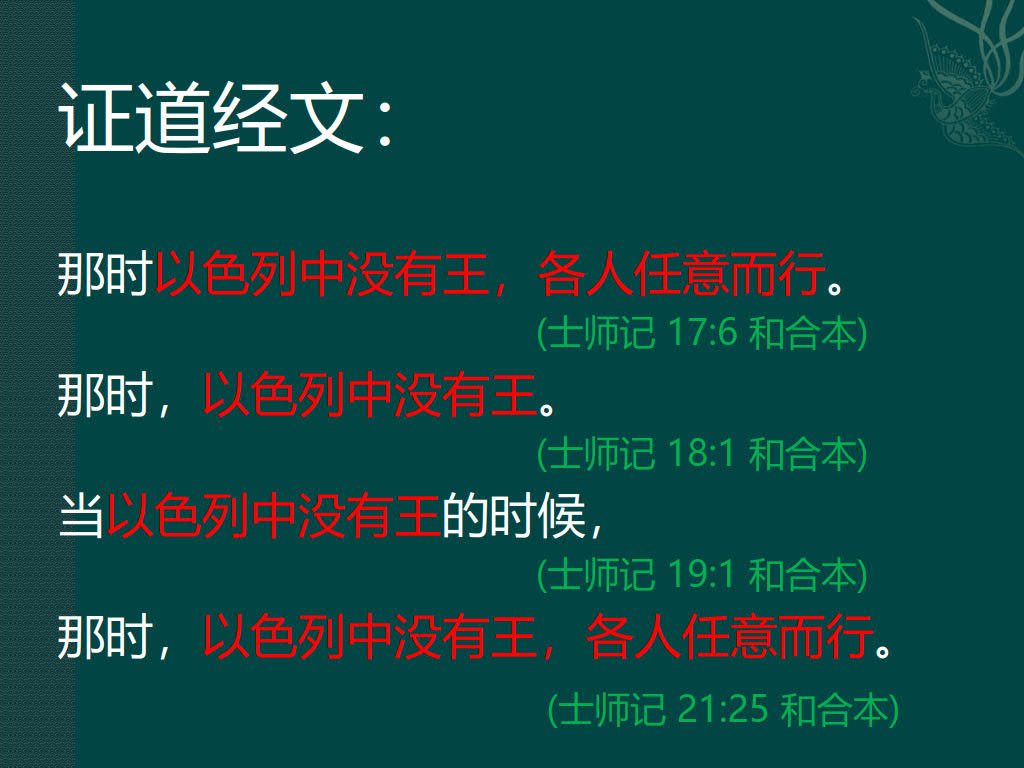 证道经文：
那时以色列中没有王，各人任意而行。
(士师记 17:6 和合本)
那时，以色列中没有王。
(士师记 18:1 和合本)
当以色列中没有王的时候，
(士师记 19:1 和合本)
那时，以色列中没有王，各人任意而行。
(士师记 21:25 和合本)